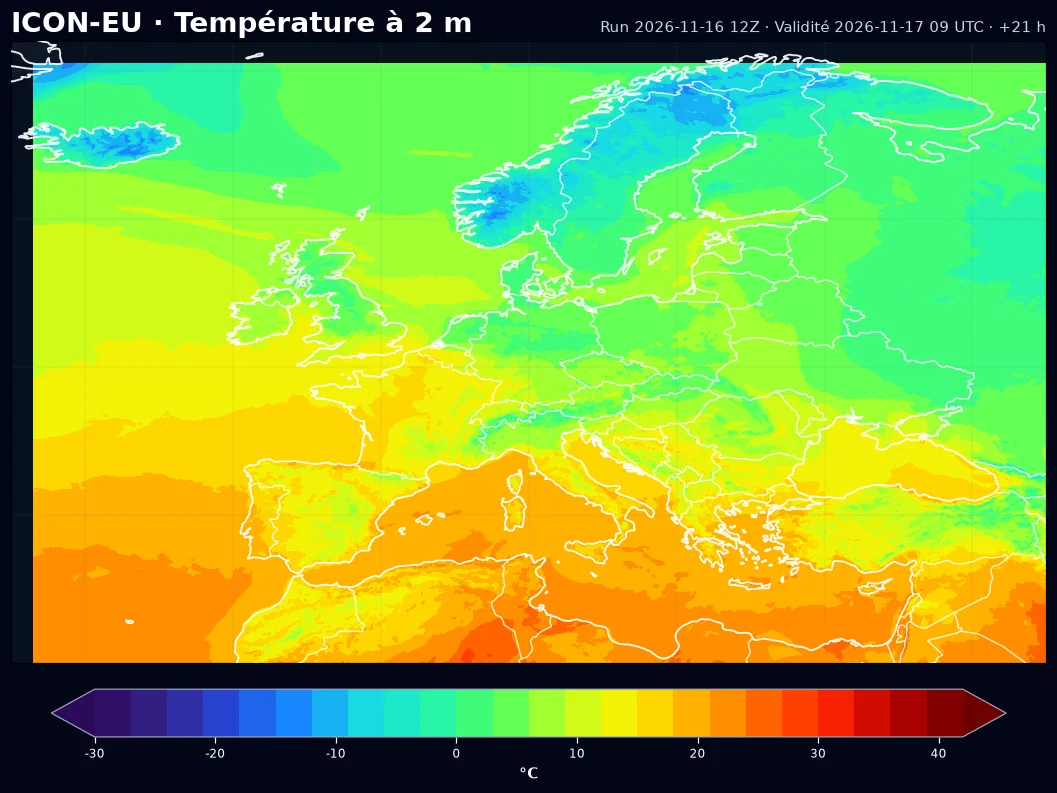 ICON-EU · Température à 2 m
Run 2026-11-16 12Z · Validité 2026-11-17 09 UTC · +21 h
-30 -20 -10 0 10 20 30 40
°C